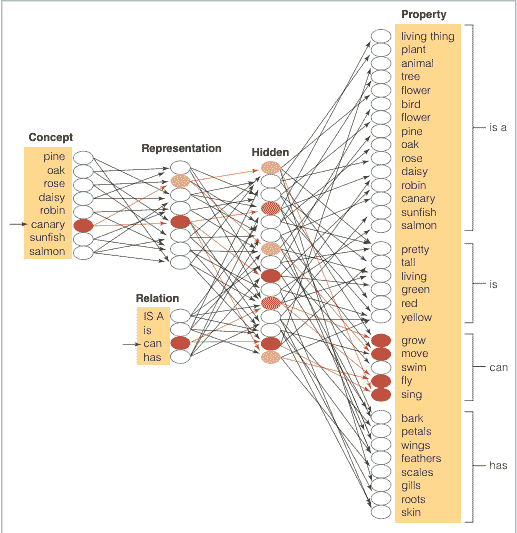 Property
living thing
plant
animal
tree
flower
bird
flower
pine
oak
rose
daisy
robin
canary
sunfish
salmon
is a
Concept
pine
oak
rose
daisy
robin
canary
sunfish
salmon
Representation
Hidden
Relation
IS A
is
can
has
pretty
tall
living
green
red
yellow
is
grow
move
swim
fly
sing
can
bark
petals
wings
feathers
scales
gills
roots
skin
has